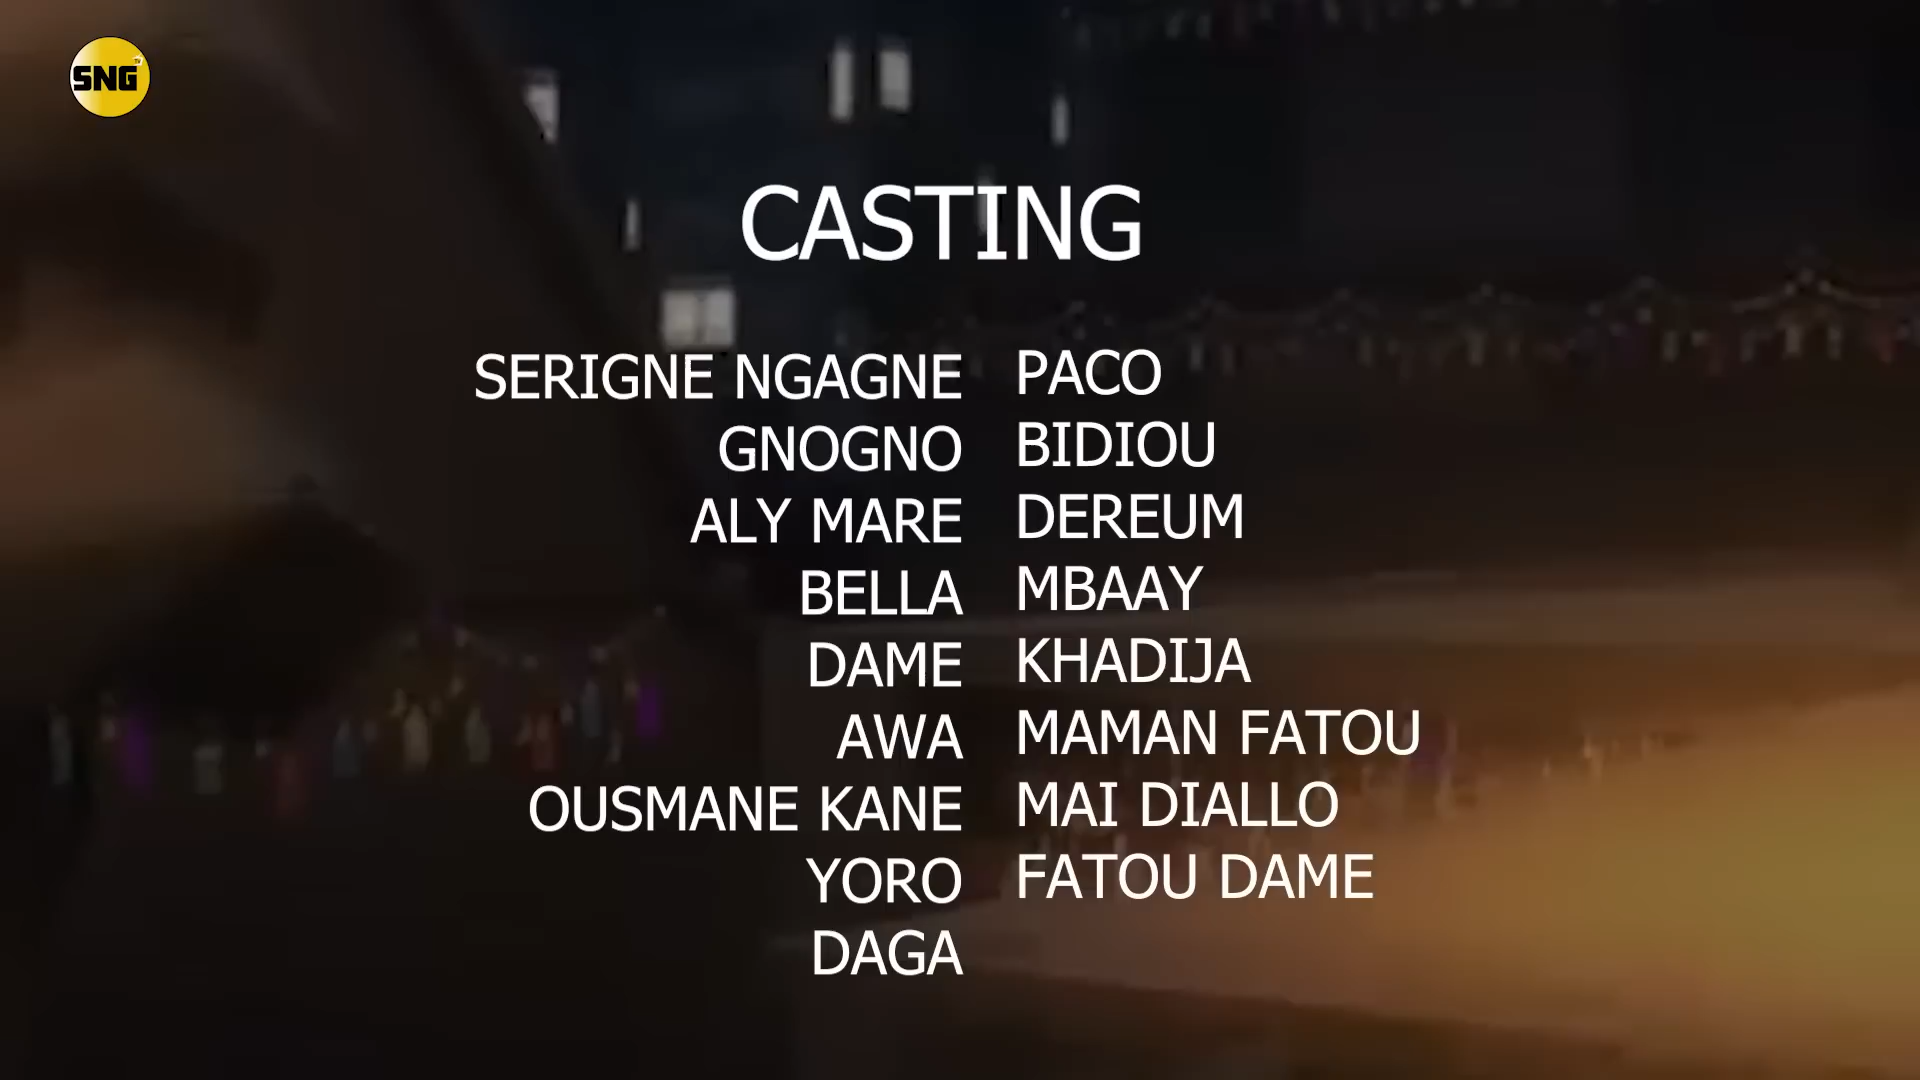 SNG TV
CASTING
SERIGNE NGAGNE
GNOGNO
ALY MARE
BELLA
DAME
AWA
OUSMANE KANE
YORO
DAGA
PACO
BIDIOU
DEREUM
MBAAY
KHADIJA
MAMAN FATOU
MAI DIALLO
FATOU DAME